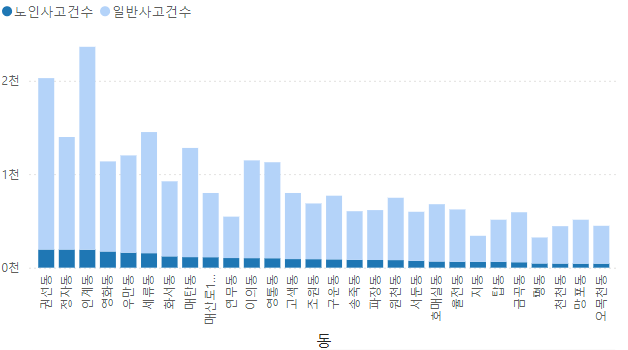 노인사고건수 일반사고건수
2천
1천
0천
권선동 정자동 인계동 영화동 우만동 세류동 화서동 매탄동 매산로1... 연무동 이의동 영통동 고색동 조원동 구운동 송죽동 파장동 원천동 서둔동 호매실동 율전동 지동 탑동 금곡동 평동 천천동 망포동 오목천동
동